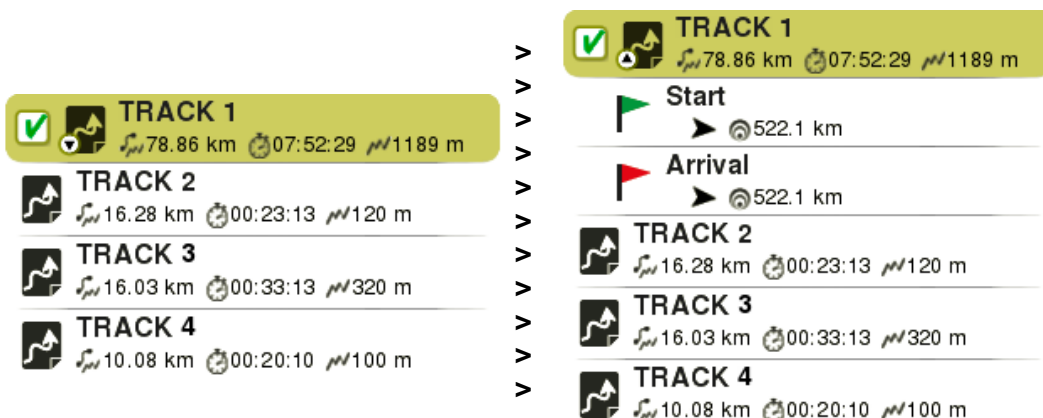 TRACK 1
78.86 km 07:52:29 1189 m
TRACK 2
16.28 km 00:23:13 120 m
TRACK 3
16.03 km 00:33:13 320 m
TRACK 4
10.08 km 00:20:10 100 m
>
>
>
>
>
>
>
>
>
>
>
TRACK 1
78.86 km 07:52:29 1189 m
Start
522.1 km
Arrival
522.1 km
TRACK 2
16.28 km 00:23:13 120 m
TRACK 3
16.03 km 00:33:13 320 m
TRACK 4
10.08 km 00:20:10 100 m